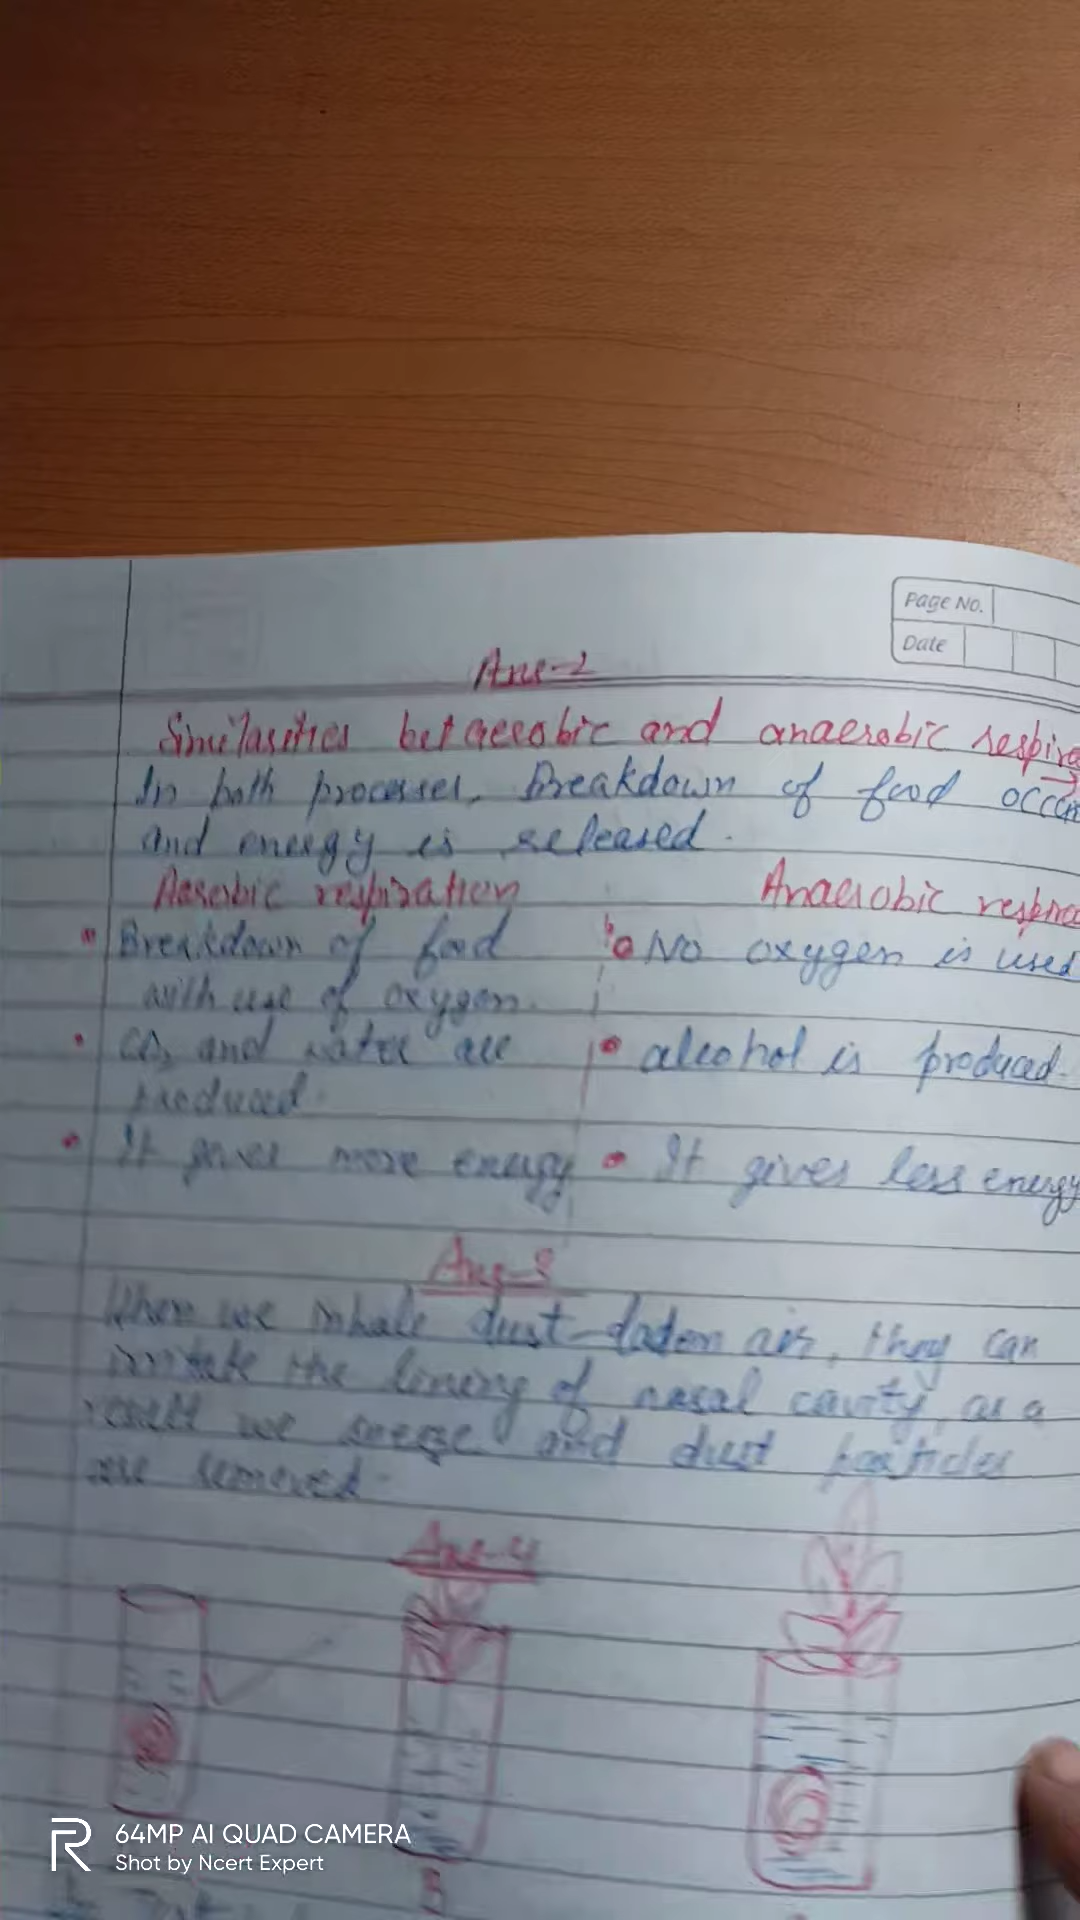 Page No.
Date
Ans-2
Similarities bet aerobic and anaerobic respira
In both processes, Breakdown of food occur
and energy is released.
Aerobic respiration Anaerobic respira
Breakdown of food No oxygen is used
with use of oxygen.
CO2 and water are alcohol is produced.
produced.
It gives more energy It gives less energy
Ans-3
When we inhale dust-laden air, they can
irritate the lining of nasal cavity, as a
result we sneeze and dust particles
are removed.
Ans-4
64MP AI QUAD CAMERA
Shot by Ncert Expert